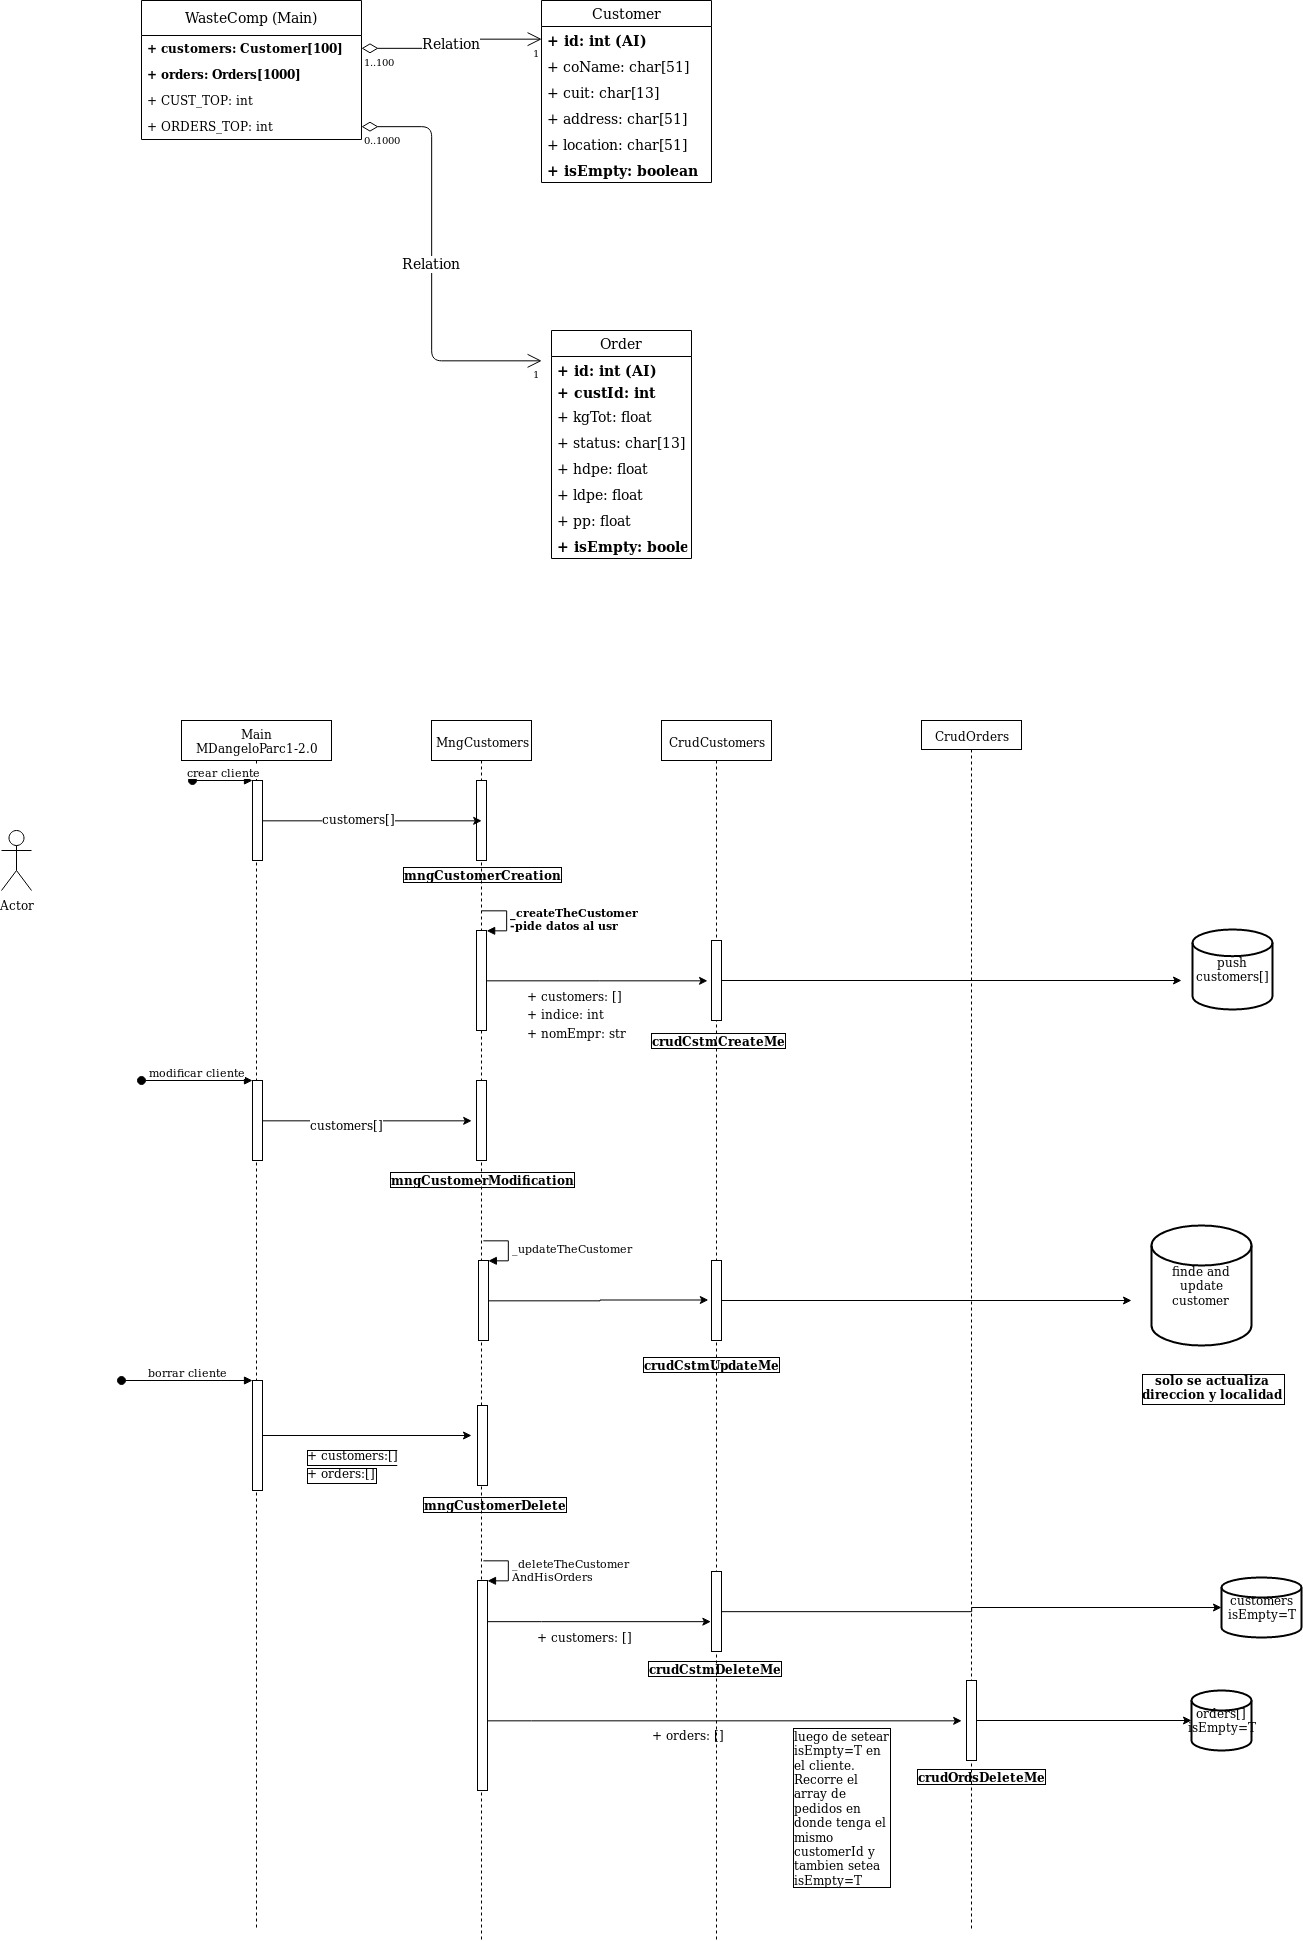 WasteComp (Main)
+ customers: Customer[100]
+ orders: Orders[1000]
+ CUST_TOP: int
+ ORDERS_TOP: int
1..100
Relation
1
0..1000
Customer
+ id: int (AI)
+ coName: char[51]
+ cuit: char[13]
+ address: char[51]
+ location: char[51]
+ isEmpty: boolean
Relation
1
Order
+ id: int (AI)
+ custId: int
+ kgTot: float
+ status: char[13]
+ hdpe: float
+ ldpe: float
+ pp: float
+ isEmpty: boole
Main
MDangeloParc1-2.0
MngCustomers
CrudCustomers
CrudOrders
crear cliente
customers[]
Actor
mngCustomerCreation
_createTheCustomer
-pide datos al usr
push
customers[]
+ customers: []
+ indice: int
+ nomEmpr: str
crudCstmCreateMe
modificar cliente
customers[]
mngCustomerModification
_updateTheCustomer
finde and
update
customer
crudCstmUpdateMe
solo se actualiza
direccion y localidad
borrar cliente
+ customers:[]
+ orders:[]
mngCustomerDelete
_deleteTheCustomer
AndHisOrders
customers
isEmpty=T
+ customers: []
crudCstmDeleteMe
orders[]
isEmpty=T
+ orders: []
luego de setear
isEmpty=T en
el cliente.
Recorre el
array de
pedidos en
donde tenga el
mismo
customerId y
tambien setea
isEmpty=T
crudOrdsDeleteMe